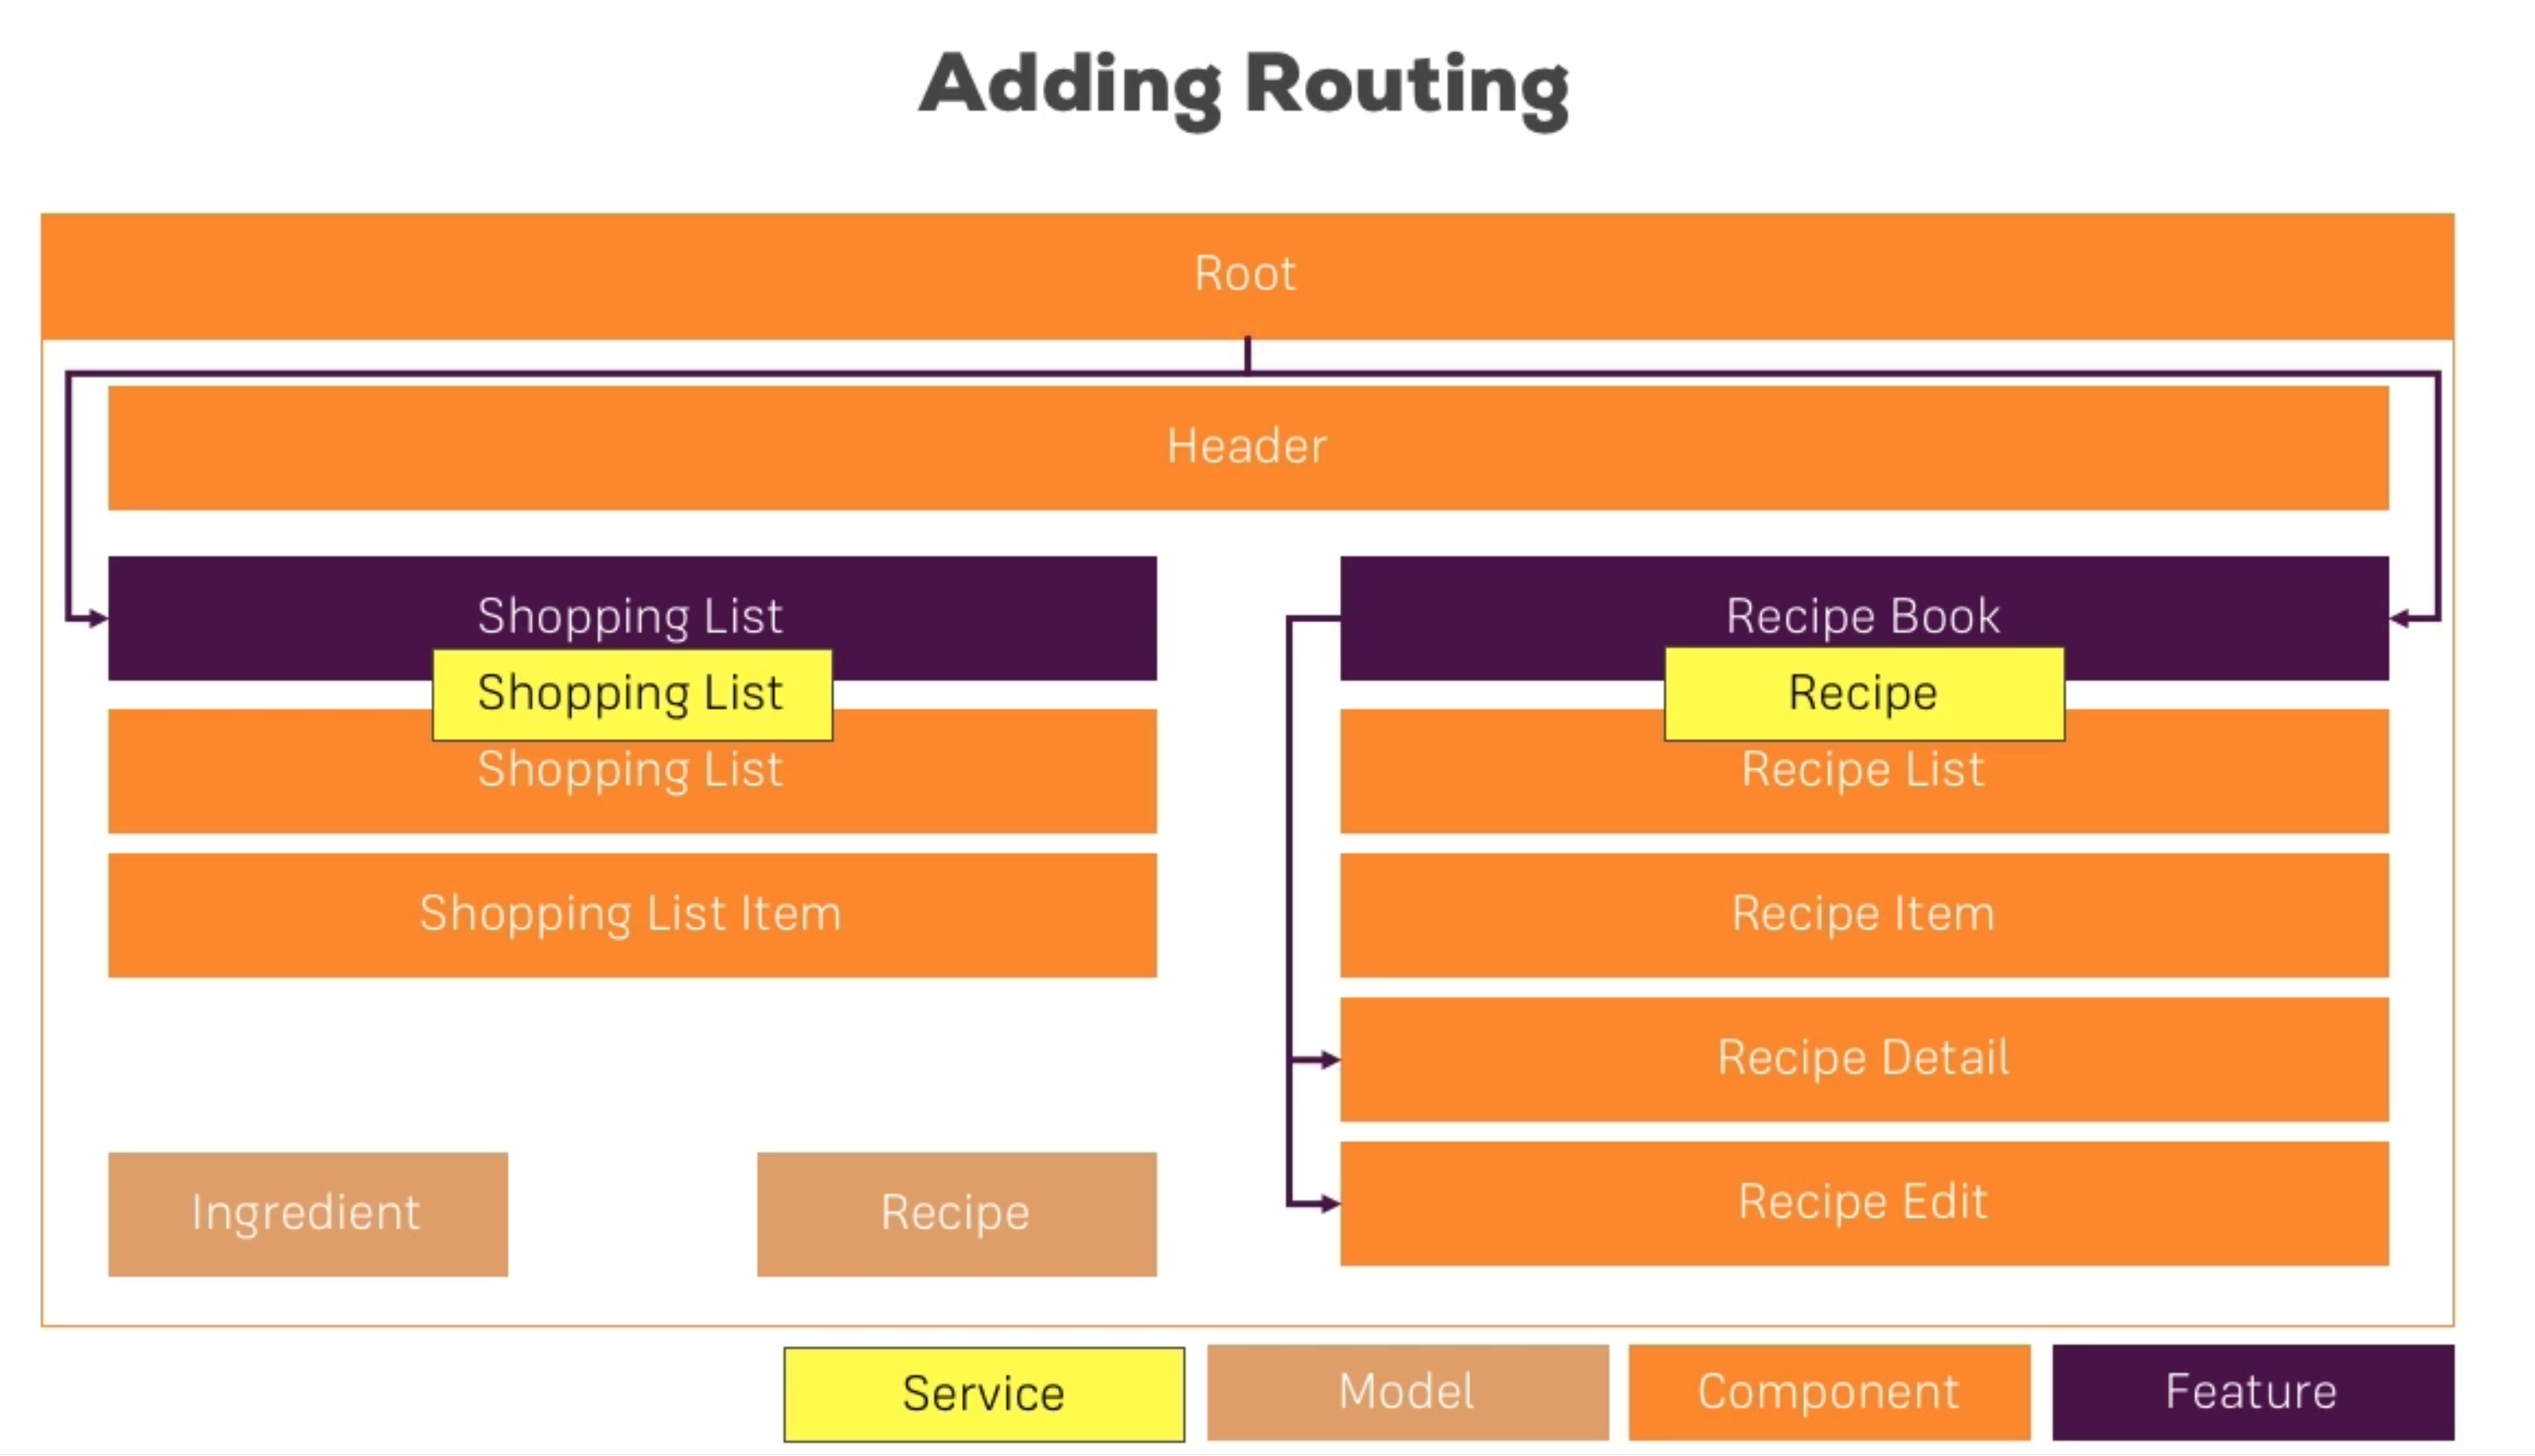 Adding Routing
Root
Header
Shopping List
Shopping List
Shopping List
Shopping List Item
Recipe Book
Recipe
Recipe List
Recipe Item
Recipe Detail
Recipe Edit
Ingredient
Recipe
Service
Model
Component
Feature